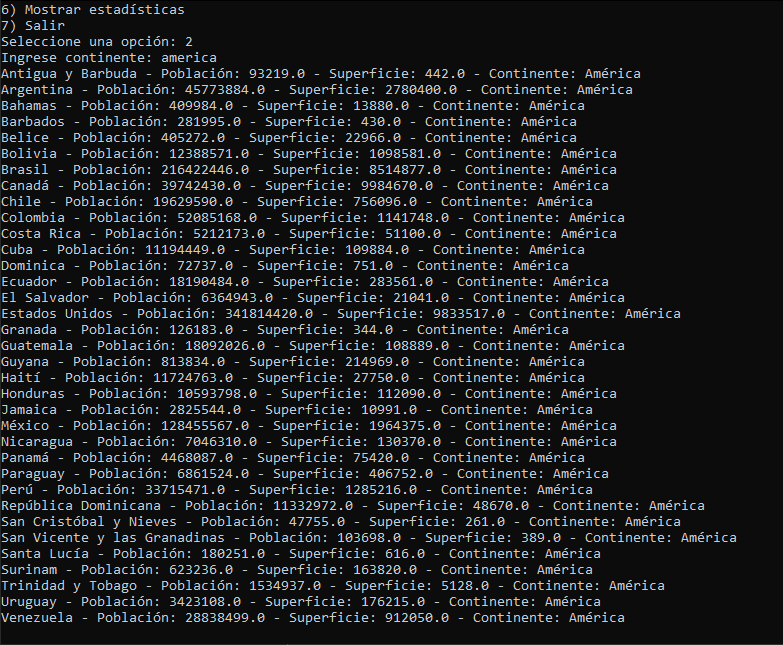 6) Mostrar estadísticas
7) Salir
Seleccione una opción: 2
Ingrese continente: america
Antigua y Barbuda - Población: 93219.0 - Superficie: 442.0 - Continente: América
Argentina - Población: 45773884.0 - Superficie: 2780400.0 - Continente: América
Bahamas - Población: 409984.0 - Superficie: 13880.0 - Continente: América
Barbados - Población: 281995.0 - Superficie: 430.0 - Continente: América
Belice - Población: 405272.0 - Superficie: 22966.0 - Continente: América
Bolivia - Población: 12388571.0 - Superficie: 1098581.0 - Continente: América
Brasil - Población: 216422446.0 - Superficie: 8514877.0 - Continente: América
Canadá - Población: 39742430.0 - Superficie: 9984670.0 - Continente: América
Chile - Población: 19629590.0 - Superficie: 756096.0 - Continente: América
Colombia - Población: 52085168.0 - Superficie: 1141748.0 - Continente: América
Costa Rica - Población: 5212173.0 - Superficie: 51100.0 - Continente: América
Cuba - Población: 11194449.0 - Superficie: 109884.0 - Continente: América
Dominica - Población: 72737.0 - Superficie: 751.0 - Continente: América
Ecuador - Población: 18190484.0 - Superficie: 283561.0 - Continente: América
El Salvador - Población: 6364943.0 - Superficie: 21041.0 - Continente: América
Estados Unidos - Población: 341814420.0 - Superficie: 9833517.0 - Continente: América
Granada - Población: 126183.0 - Superficie: 344.0 - Continente: América
Guatemala - Población: 18092026.0 - Superficie: 108889.0 - Continente: América
Guyana - Población: 813834.0 - Superficie: 214969.0 - Continente: América
Haití - Población: 11724763.0 - Superficie: 27750.0 - Continente: América
Honduras - Población: 10593798.0 - Superficie: 112090.0 - Continente: América
Jamaica - Población: 2825544.0 - Superficie: 10991.0 - Continente: América
México - Población: 128455567.0 - Superficie: 1964375.0 - Continente: América
Nicaragua - Población: 7046310.0 - Superficie: 130370.0 - Continente: América
Panamá - Población: 4468087.0 - Superficie: 75420.0 - Continente: América
Paraguay - Población: 6861524.0 - Superficie: 406752.0 - Continente: América
Perú - Población: 33715471.0 - Superficie: 1285216.0 - Continente: América
República Dominicana - Población: 11332972.0 - Superficie: 48670.0 - Continente: América
San Cristóbal y Nieves - Población: 47755.0 - Superficie: 261.0 - Continente: América
San Vicente y las Granadinas - Población: 103698.0 - Superficie: 389.0 - Continente: América
Santa Lucía - Población: 180251.0 - Superficie: 616.0 - Continente: América
Surinam - Población: 623236.0 - Superficie: 163820.0 - Continente: América
Trinidad y Tobago - Población: 1534937.0 - Superficie: 5128.0 - Continente: América
Uruguay - Población: 3423108.0 - Superficie: 176215.0 - Continente: América
Venezuela - Población: 28838499.0 - Superficie: 912050.0 - Continente: América